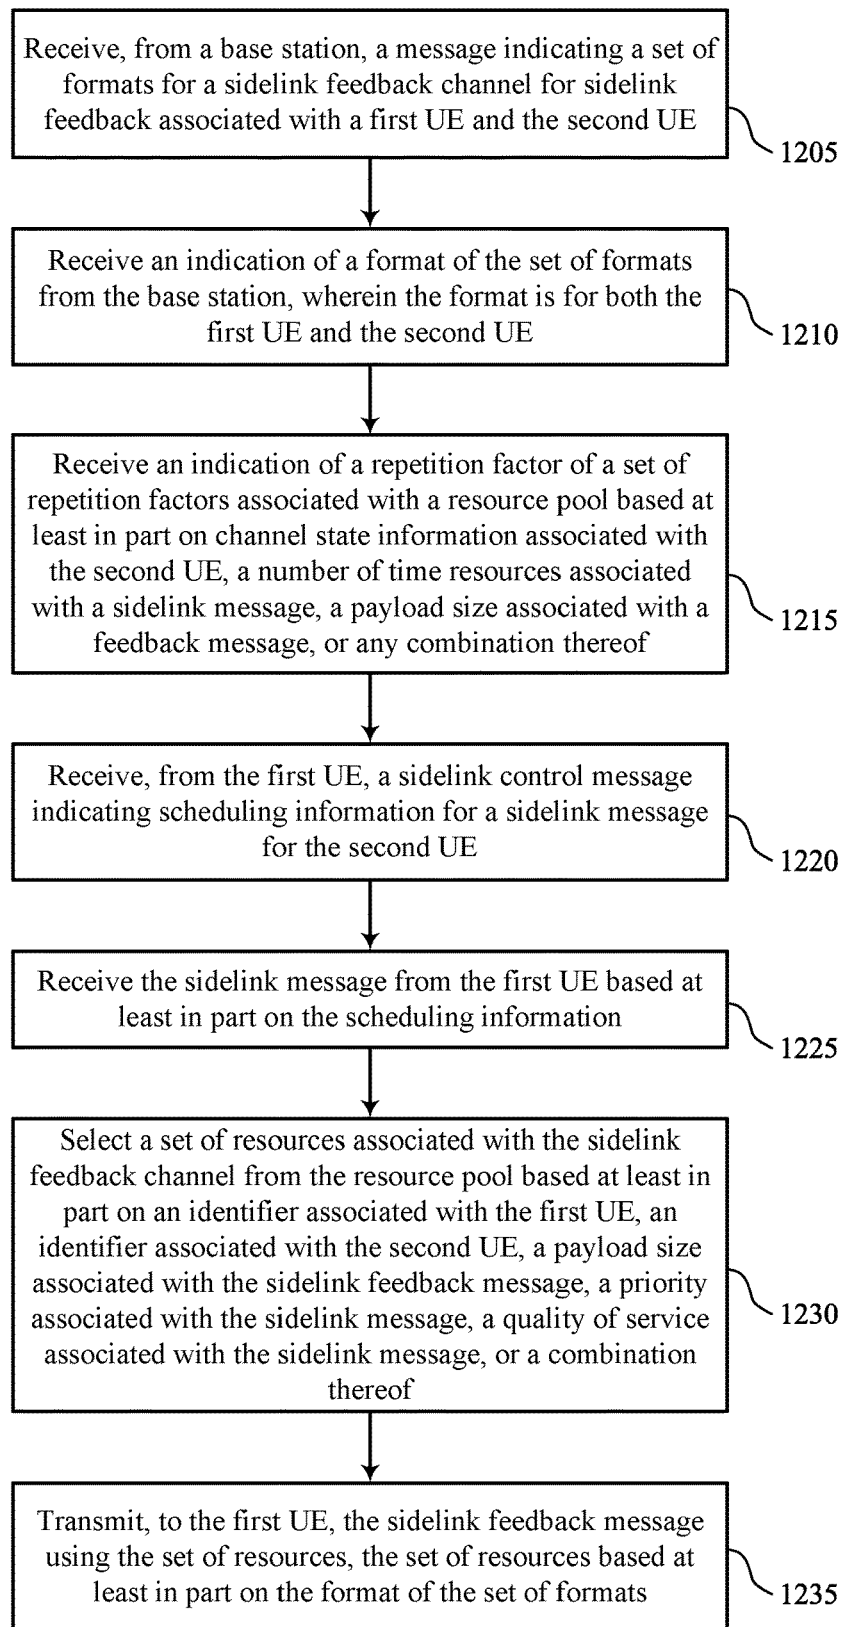 Receive, from a base station, a message indicating a set of
formats for a sidelink feedback channel for sidelink
feedback associated with a first UE and the second UE
1205
Receive an indication of a format of the set of formats
from the base station, wherein the format is for both the
first UE and the second UE
1210
Receive an indication of a repetition factor of a set of
repetition factors associated with a resource pool based at
least in part on channel state information associated with
the second UE, a number of time resources associated
with a sidelink message, a payload size associated with a
feedback message, or any combination thereof
1215
Receive, from the first UE, a sidelink control message
indicating scheduling information for a sidelink message
for the second UE
1220
Receive the sidelink message from the first UE based at
least in part on the scheduling information
1225
Select a set of resources associated with the sidelink
feedback channel from the resource pool based at least in
part on an identifier associated with the first UE, an
identifier associated with the second UE, a payload size
associated with the sidelink feedback message, a priority
associated with the sidelink message, a quality of service
associated with the sidelink message, or a combination
thereof
1230
Transmit, to the first UE, the sidelink feedback message
using the set of resources, the set of resources based at
least in part on the format of the set of formats
1235